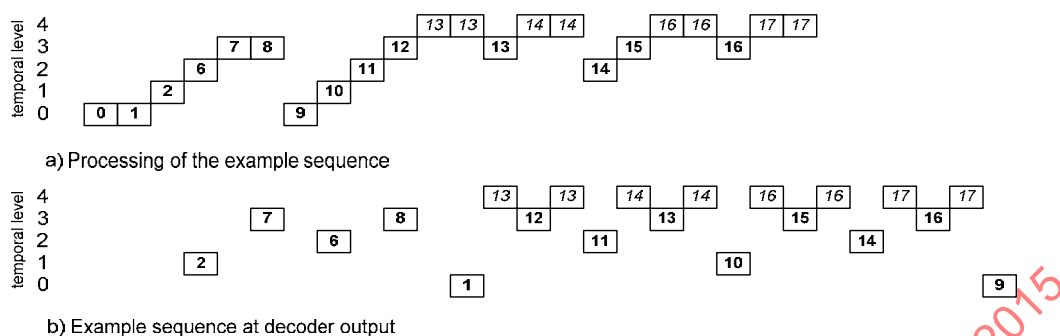 temporal level
4 13 13 14 14 16 16 17 17
3 7 8 12 13 15 16
2 6 11 14
1 2 10
0 0 1 9
a) Processing of the example sequence
temporal level
4 13 13 14 14 16 16 17 17
3 7 8 12 13 15 16
2 6 11 14
1 2 10
0 1 9
b) Example sequence at decoder output
2015